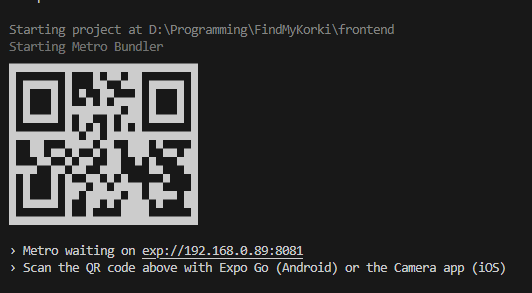 Starting project at D:\Programming\FindMyKorki\frontend
Starting Metro Bundler
› Metro waiting on exp://192.168.0.89:8081
› Scan the QR code above with Expo Go (Android) or the Camera app (iOS)